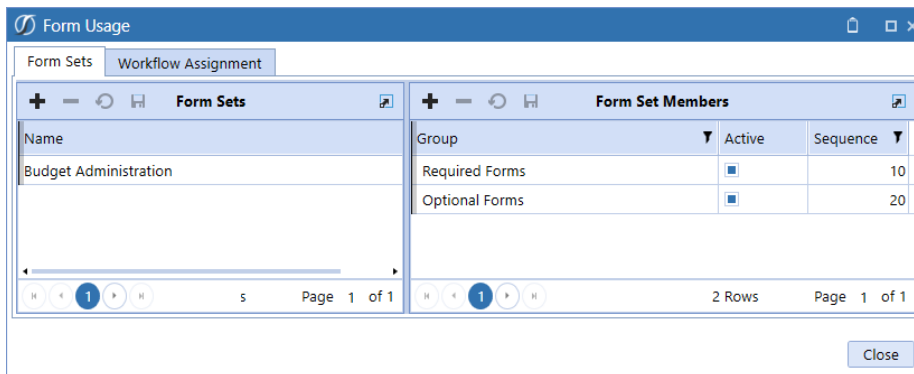 Form Usage
Form Sets Workflow Assignment
Form Sets
Name
Budget Administration
1 s Page 1 of 1
Form Set Members
Group Active Sequence
Required Forms 10
Optional Forms 20
1 2 Rows Page 1 of 1
Close